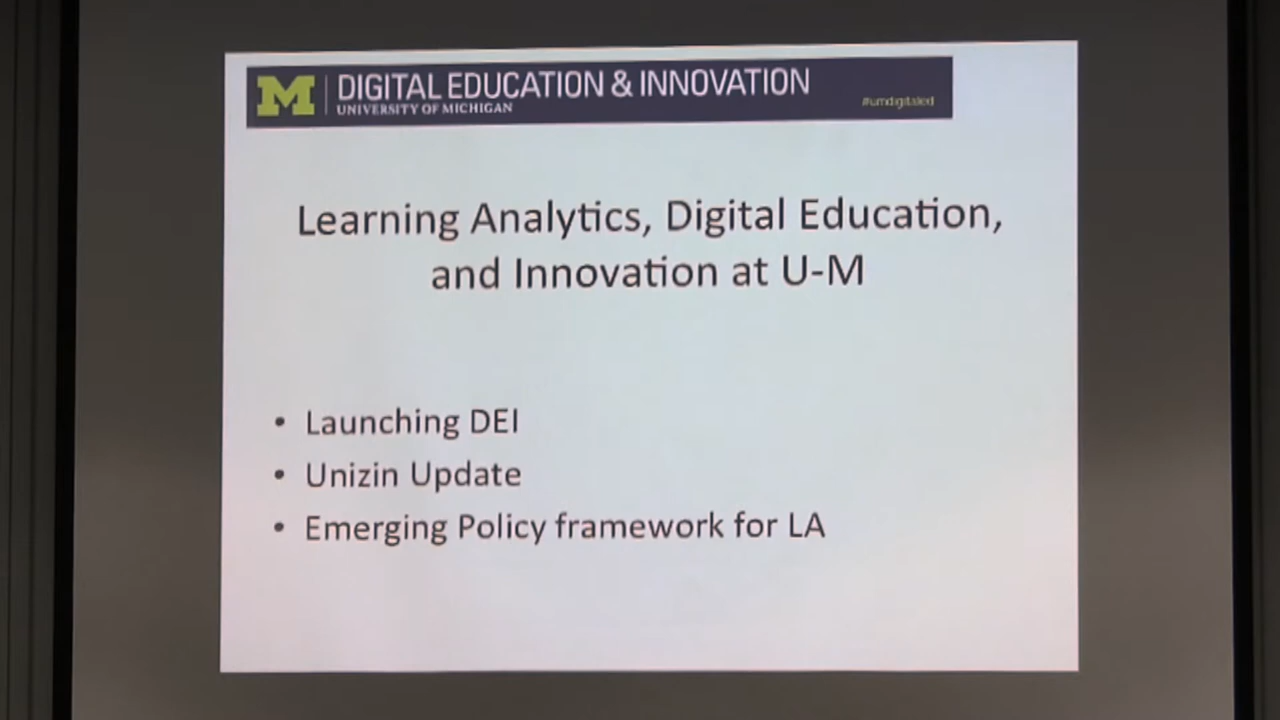 M
DIGITAL EDUCATION & INNOVATION
UNIVERSITY OF MICHIGAN
#umdigitaled
Learning Analytics, Digital Education,
and Innovation at U-M
• Launching DEI
• Unizin Update
• Emerging Policy framework for LA